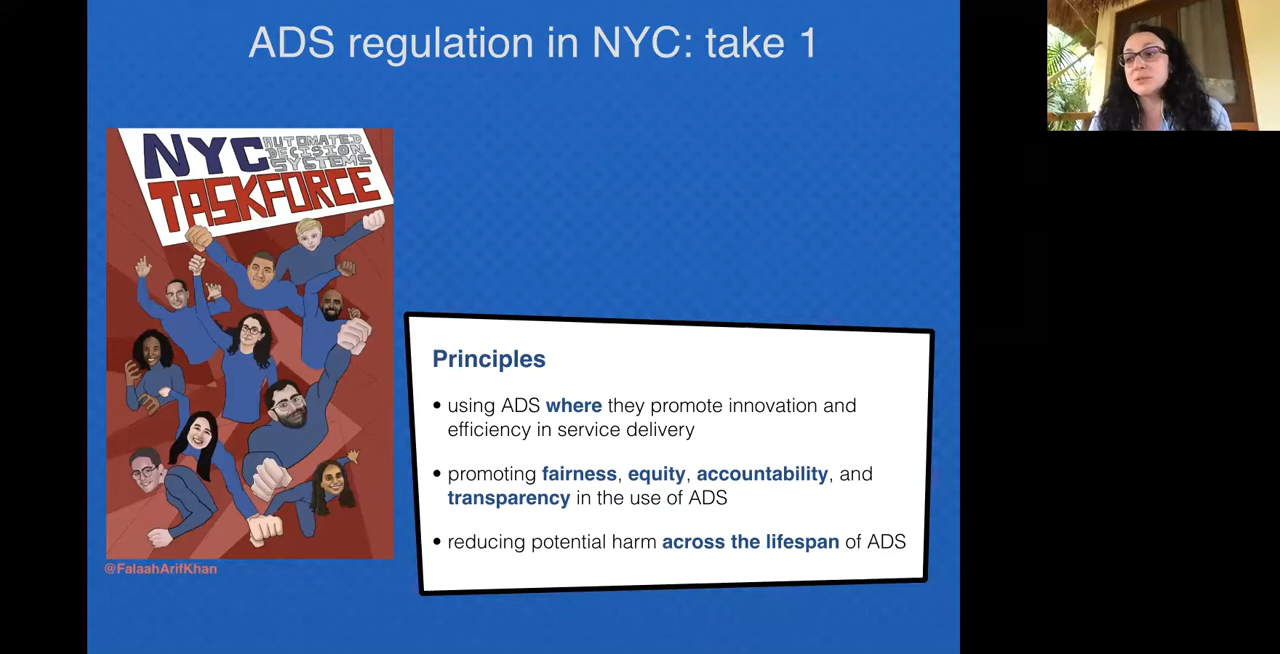 ADS regulation in NYC: take 1
NYC AUTOMATED
DECISION
SYSTEMS
TASKFORCE
Principles
• using ADS where they promote innovation and
efficiency in service delivery
• promoting fairness, equity, accountability, and
transparency in the use of ADS
• reducing potential harm across the lifespan of ADS
@FalaahArifKhan